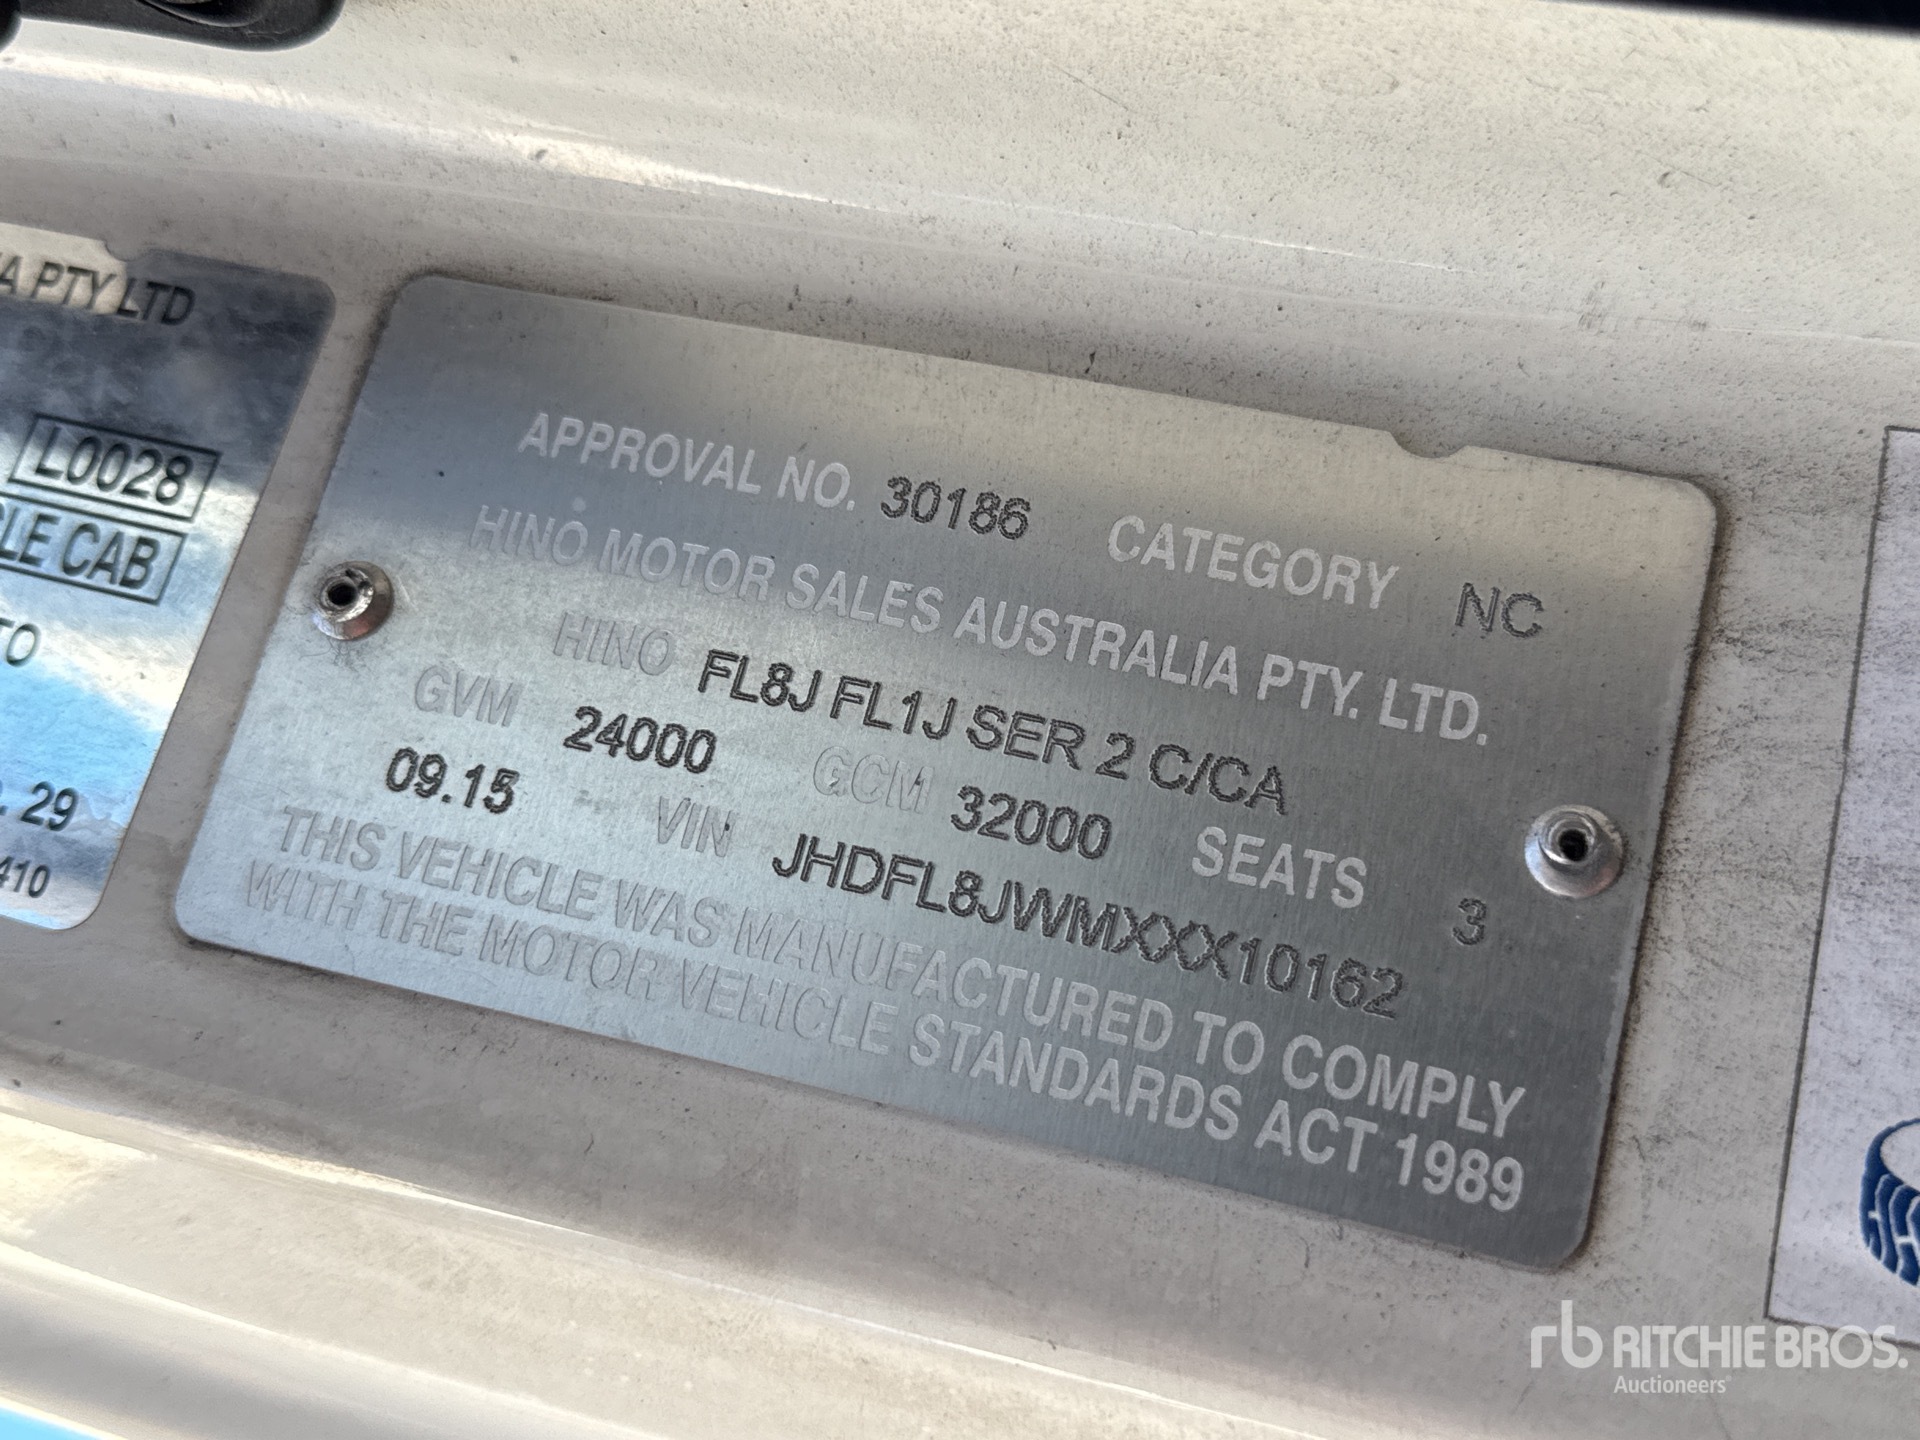 A PTY LTD
L0028
LE CAB
TO
. 29
410
APPROVAL NO. 30186 CATEGORY NC
HINO MOTOR SALES AUSTRALIA PTY. LTD.
HINO FL8J FL1J SER 2 C/CA
GVM 24000 GCM 32000 SEATS 3
09.15 VIN JHDFL8JWMXXX10162
THIS VEHICLE WAS MANUFACTURED TO COMPLY
WITH THE MOTOR VEHICLE STANDARDS ACT 1989
rb RITCHIE BROS.
Auctioneers